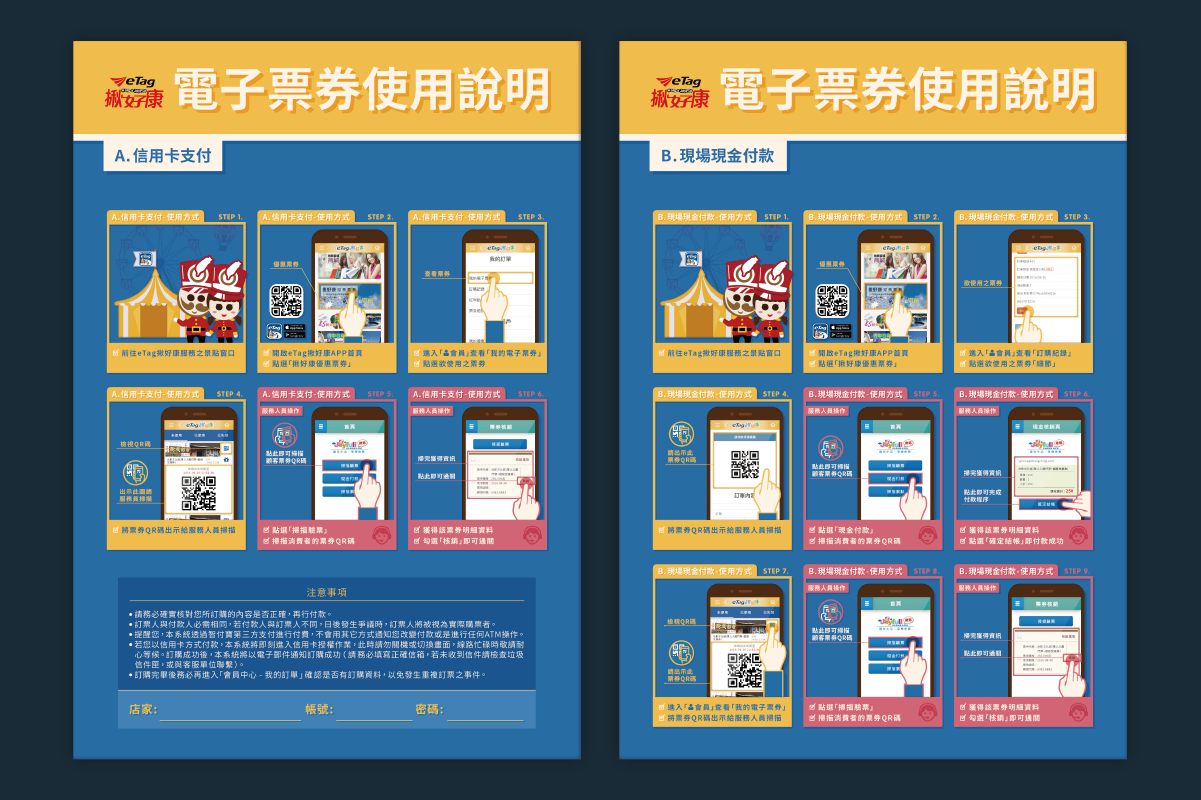 eTag
揪好康
電子票券使用說明
A.信用卡支付
A.信用卡支付-使用方式 STEP 1.
前往eTag揪好康服務之景點窗口
A.信用卡支付-使用方式 STEP 2.
優惠票券
開啟eTag揪好康APP首頁
點選「揪好康優惠票券」
A.信用卡支付-使用方式 STEP 3.
我的訂單
查看票券
進入「會員」查看「我的電子票券」
點選欲使用之票券
A.信用卡支付-使用方式 STEP 4.
檢視QR碼
出示此畫面
服務員掃描
將票券QR碼出示給服務人員掃描
A.信用卡支付-使用方式 STEP 5.
服務人員操作
首頁
點此即可掃描
顧客票券QR碼
點選「掃描驗票」
掃描消費者的票券QR碼
A.信用卡支付-使用方式 STEP 6.
服務人員操作
票券核銷
掃完獲得資訊
點此即可通關
獲得該票券明細資料
勾選「核銷」即可通關
注意事項
•請務必確實核對您所訂購的內容是否正確，再行付款。
•訂票人與付款人必需相同，若付款人與訂票人不同，日後發生爭議時，訂票人將被視為實際購票者。
•提醒您，本系統透過智付寶第三方支付進行付費，不會用其它方式通知您改變付款或是進行任何ATM操作。
•若您以信用卡方式付款，本系統將即刻進入信用卡授權作業，此時請勿關機或切換畫面，線路忙碌時敬請耐
心等候。訂購成功後，本系統將以電子郵件通知訂購成功（請務必填寫正確信箱，若未收到信件請檢查垃圾
信件匣，或與客服單位聯繫）。
•訂購完畢後務必再進入「會員中心 - 我的訂單」確認是否有訂購資料，以免發生重複訂票之事件。
店家: 帳號: 密碼:
eTag
揪好康
電子票券使用說明
B.現場現金付款
B.現場現金付款-使用方式 STEP 1.
前往eTag揪好康服務之景點窗口
B.現場現金付款-使用方式 STEP 2.
優惠票券
開啟eTag揪好康APP首頁
點選「揪好康優惠票券」
B.現場現金付款-使用方式 STEP 3.
欲使用之票券
進入「會員」查看「訂購紀錄」
點選欲使用之票券「細節」
B.現場現金付款-使用方式 STEP 4.
請出示此
票券QR碼
將票券QR碼出示給服務人員掃描
B.現場現金付款-使用方式 STEP 5.
服務人員操作
首頁
點此即可掃描
顧客票券QR碼
現金付款
點選「現金付款」
掃描消費者的票券QR碼
B.現場現金付款-使用方式 STEP 6.
服務人員操作
現金核銷頁
掃完獲得資訊
點此即可完成
付款程序
獲得該票券明細資料
點選「確定結帳」即付款成功
B.現場現金付款-使用方式 STEP 7.
檢視QR碼
請出示此
票券QR碼
進入「會員」查看「我的電子票券」
將票券QR碼出示給服務人員掃描
B.現場現金付款-使用方式 STEP 8.
服務人員操作
首頁
點此即可掃描
顧客票券QR碼
點選「掃描驗票」
掃描消費者的票券QR碼
B.現場現金付款-使用方式 STEP 9.
服務人員操作
票券核銷
掃完獲得資訊
點此即可通關
獲得該票券明細資料
勾選「核銷」即可通關